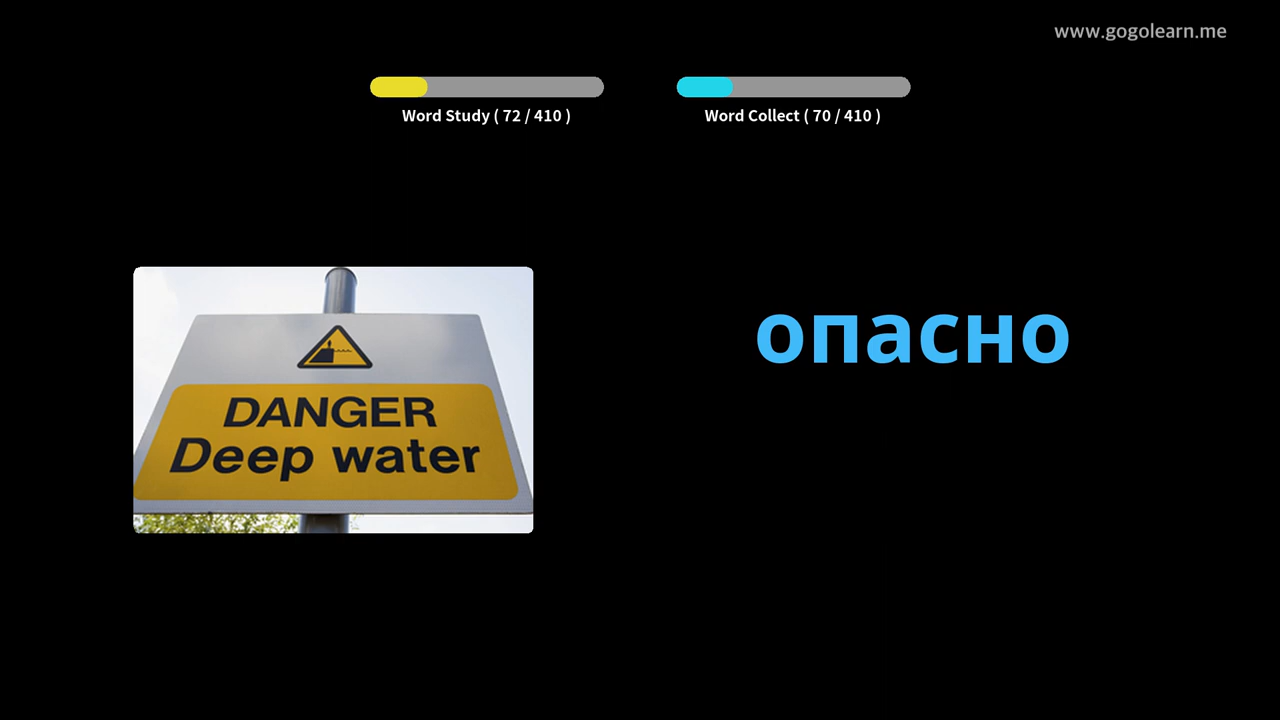 www.gogolearn.me
Word Study ( 72 / 410 )
Word Collect ( 70 / 410 )
DANGER
Deep water
опасно